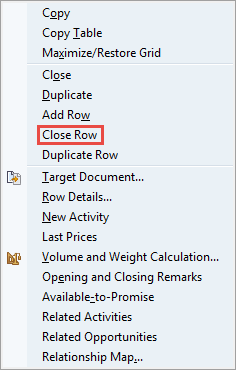 Copy
Copy Table
Maximize/Restore Grid
Close
Duplicate
Add Row
Close Row
Duplicate Row
Target Document...
Row Details...
New Activity
Last Prices
Volume and Weight Calculation...
Opening and Closing Remarks
Available-to-Promise
Related Activities
Related Opportunities
Relationship Map...